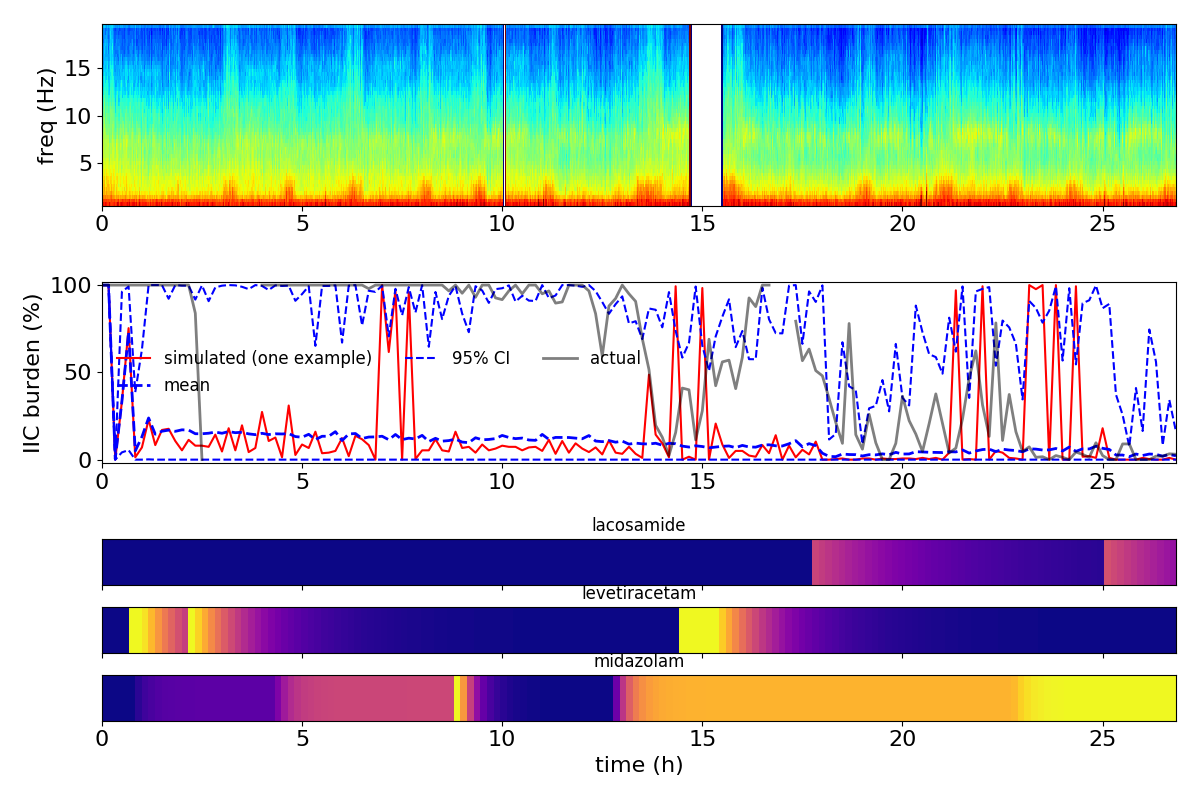 freq (Hz)
15
10
5
0 5 10 15 20 25
IIC burden (%)
100
50
0
simulated (one example) 95% CI actual
mean
0 5 10 15 20 25
lacosamide
levetiracetam
midazolam
0 5 10 15 20 25
time (h)